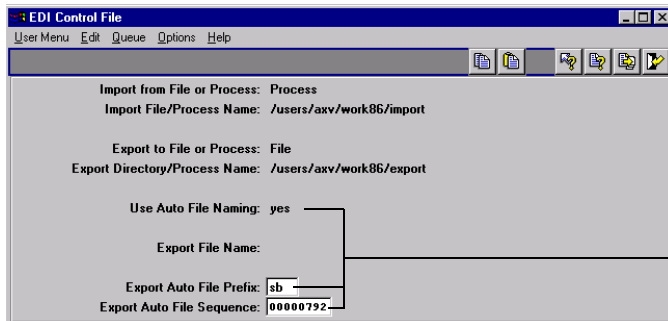 EDI Control File
User Menu Edit Queue Options Help
Import from File or Process: Process
Import File/Process Name: /users/axv/work86/import
Export to File or Process: File
Export Directory/Process Name: /users/axv/work86/export
Use Auto File Naming: yes
Export File Name:
Export Auto File Prefix: sb
Export Auto File Sequence: 00000792